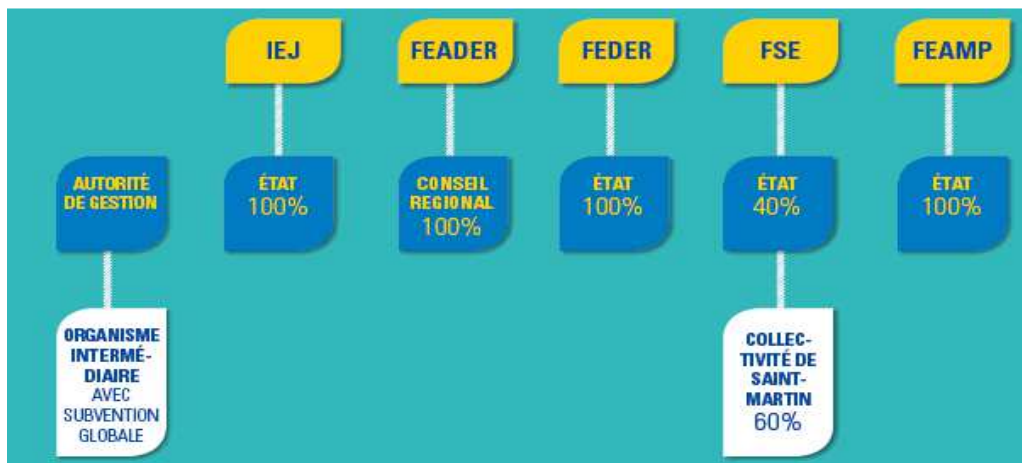 IEJ
FEADER
FEDER
FSE
FEAMP
AUTORITÉ
DE GESTION
ÉTAT
100%
CONSEIL
REGIONAL
100%
ÉTAT
100%
ÉTAT
40%
ÉTAT
100%
ORGANISME
INTERMÉ-
DIAIRE
AVEC
SUBVENTION
GLOBALE
COLLEC-
TIVITÉ DE
SAINT-
MARTIN
60%